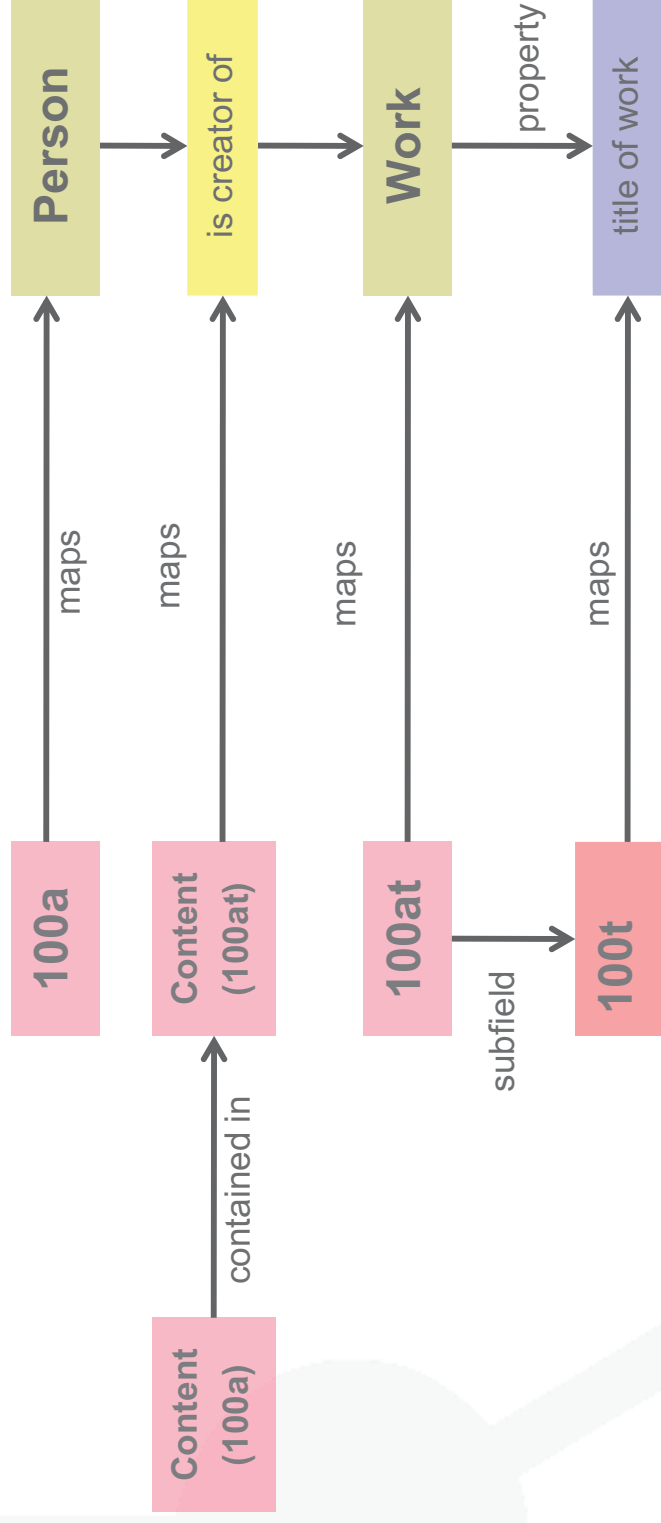 Person
is creator of
Work
property
title of work
maps
maps
maps
maps
100a
Content
(100at)
100at
subfield
100t
contained in
Content
(100a)